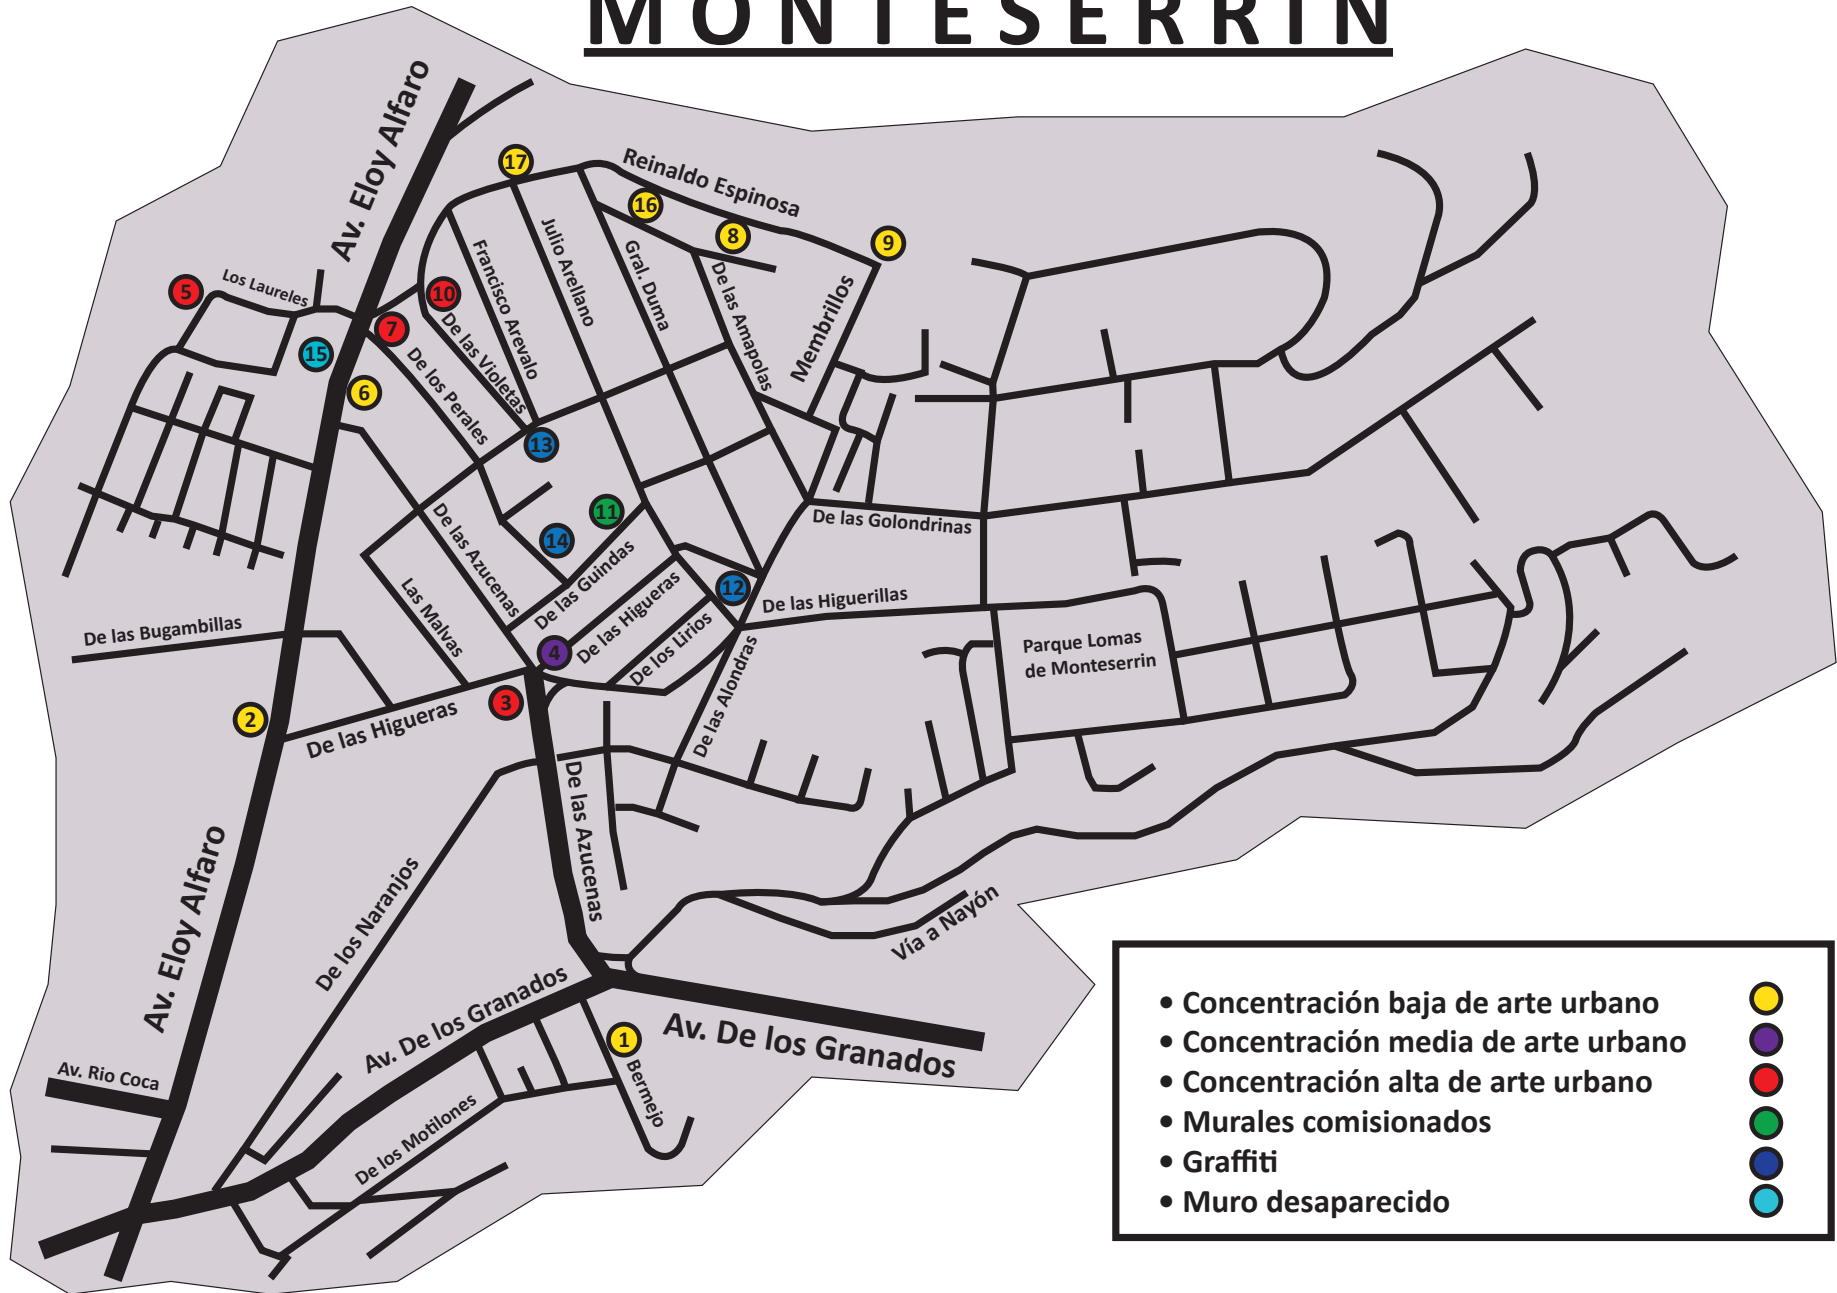 MONTESERRIN
Av. Eloy Alfaro
17
Reinaldo Espinosa
16
8
9
Julio Arellano
Francisco Arevalo
Gral. Duma
De las Amapolas
Membrillos
5
Los Laureles
10
7
15
De las Violetas
De los Perales
6
13
11
14
De las Golondrinas
De las Azucenas
De las Guindas
12
De las Higuerillas
Las Malvas
De las Higueras
De los Lirios
4
De las Bugambillas
Parque Lomas
de Monteserrin
3
2
De las Higueras
De las Alondras
De las Azucenas
De los Naranjos
Av. Eloy Alfaro
Vía a Nayón
Av. De los Granados
Av. De los Granados
1
Bermejo
Av. Rio Coca
De los Motilones
• Concentración baja de arte urbano
• Concentración media de arte urbano
• Concentración alta de arte urbano
• Murales comisionados
• Graffiti
• Muro desaparecido